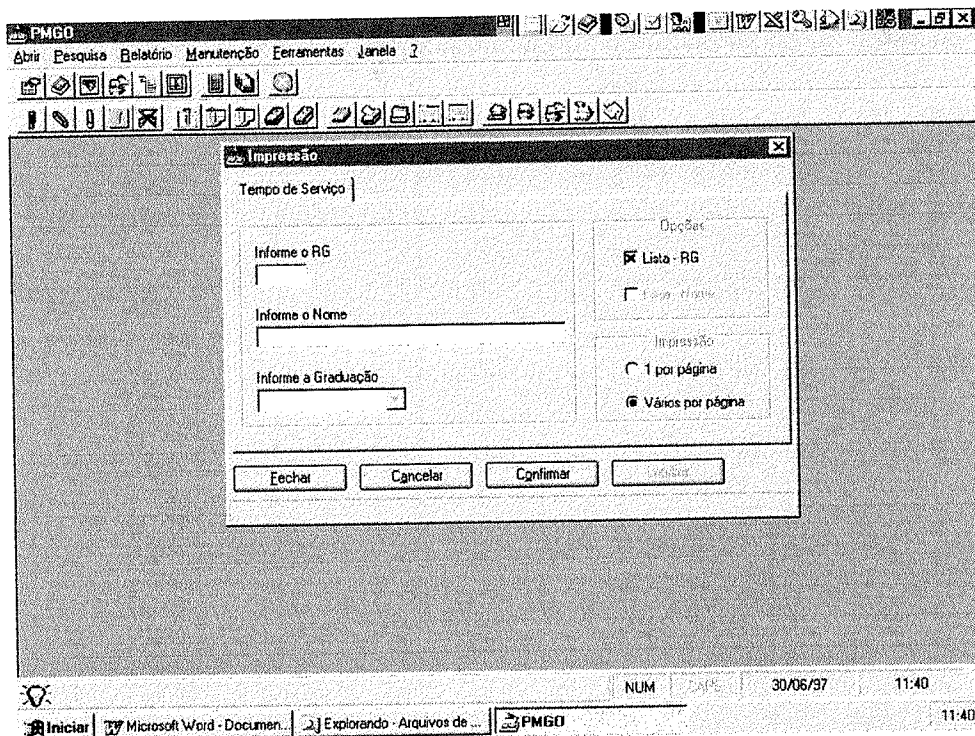 PMGO
Abrir Pesquisa Relatório Manutenção Ferramentas Janela ?
Impressão
Tempo de Serviço
Opções
Informe o RG
Lista - RG
Informe o Nome
Impressão
1 por página
Informe a Graduação
Vários por página
Fechar Cancelar Confirmar
NUM CAPS 30/06/97 11:40
Iniciar Microsoft Word - Documen... Explorando - Arquivos de ... PMGO 11:40